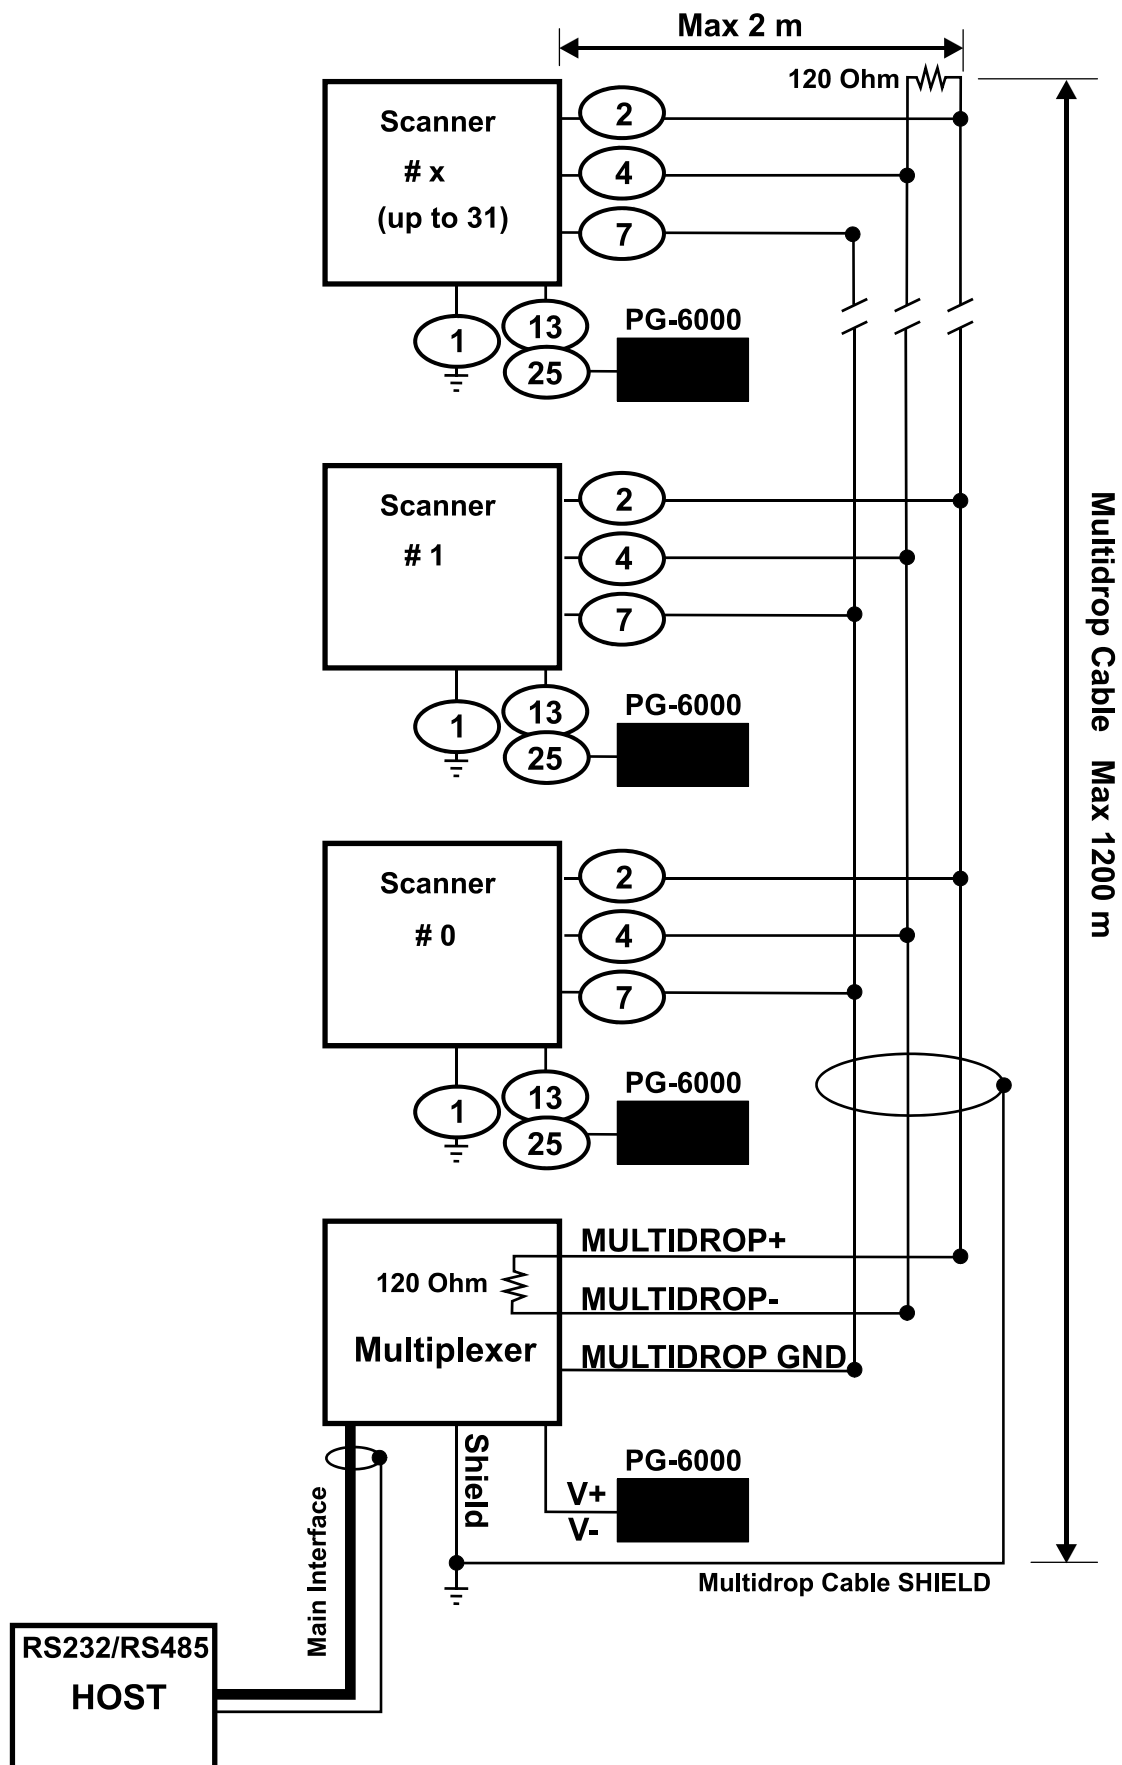 Max 2 m
120 Ohm
Scanner
# x
(up to 31)
2
4
7
1
13
25
PG-6000
Scanner
# 1
2
4
7
1
13
25
PG-6000
Scanner
# 0
2
4
7
1
13
25
PG-6000
Multidrop Cable Max 1200 m
MULTIDROP+
120 Ohm
MULTIDROP-
Multiplexer
MULTIDROP GND
Shield
PG-6000
V+
V-
Main Interface
Multidrop Cable SHIELD
RS232/RS485
HOST